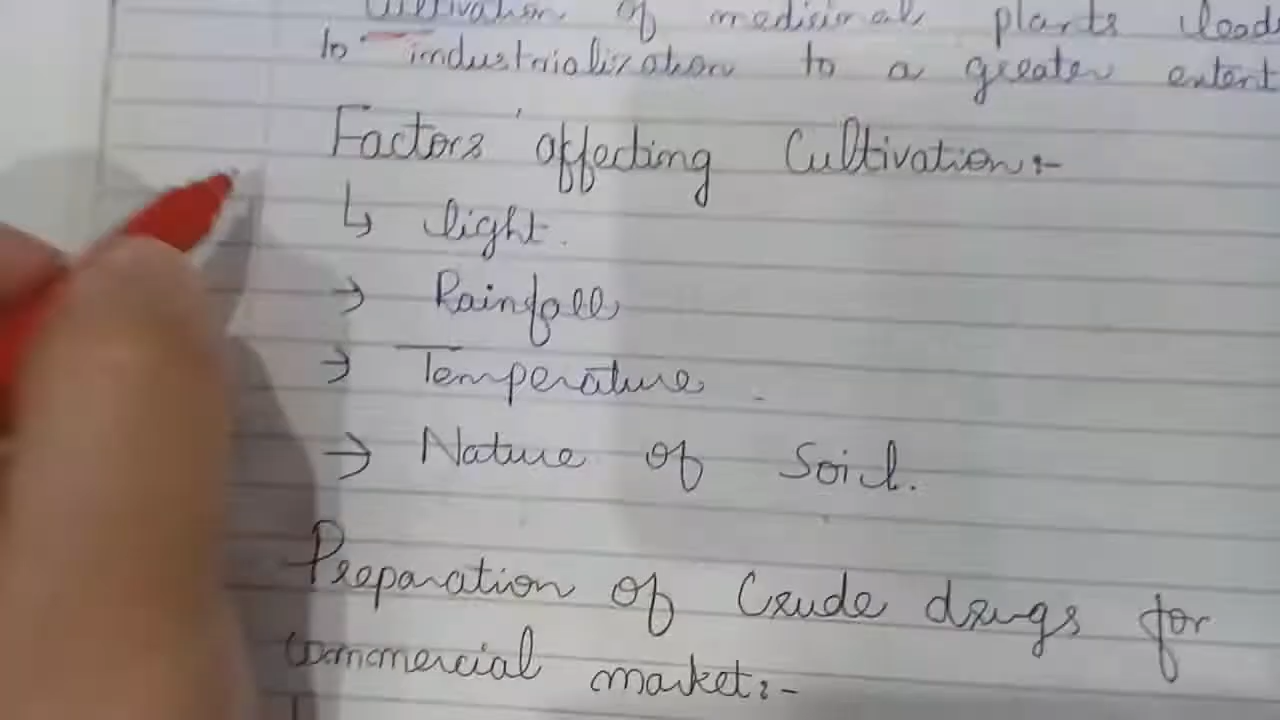 Cultivation of medicinal plants leads
to industrialization to a greater extent
Factors affecting Cultivation:-
↳ light.
→ Rainfall
→ Temperature
→ Nature of Soil.
Preparation of Crude drugs for
commercial market:-